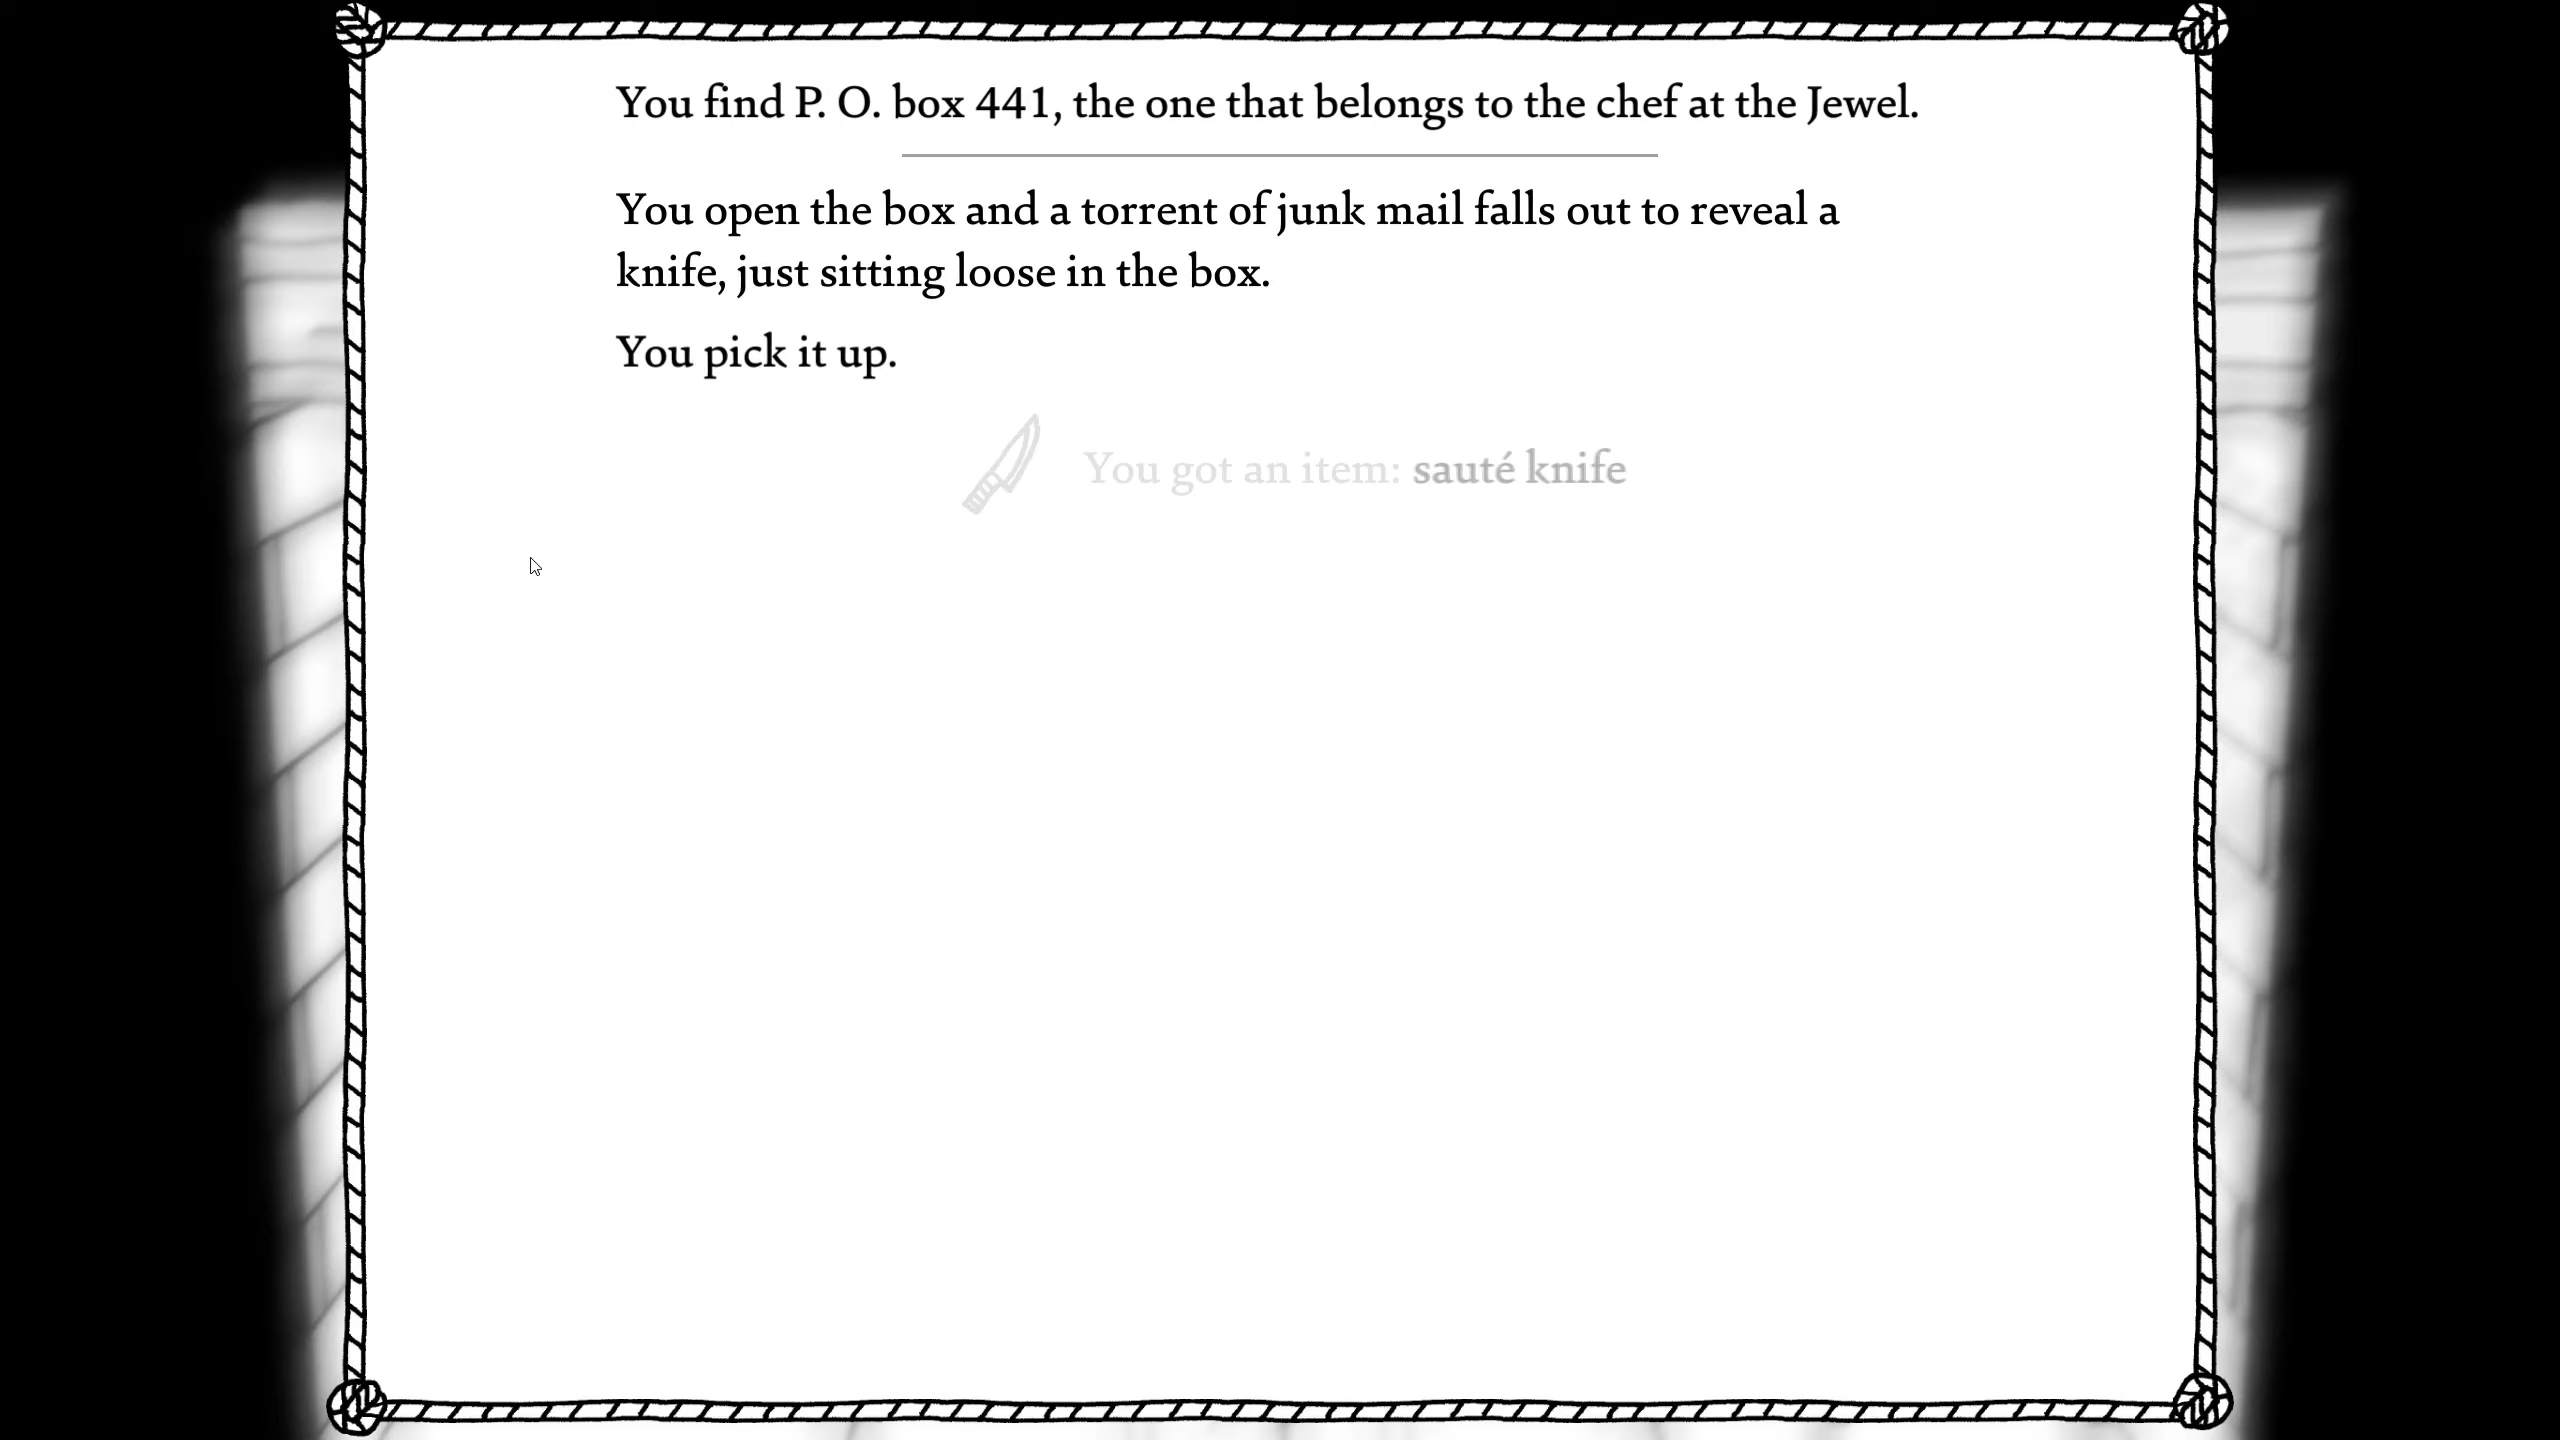 You find P. O. box 441, the one that belongs to the chef at the Jewel.
You open the box and a torrent of junk mail falls out to reveal a
knife, just sitting loose in the box.
You pick it up.
You got an item: sauté knife